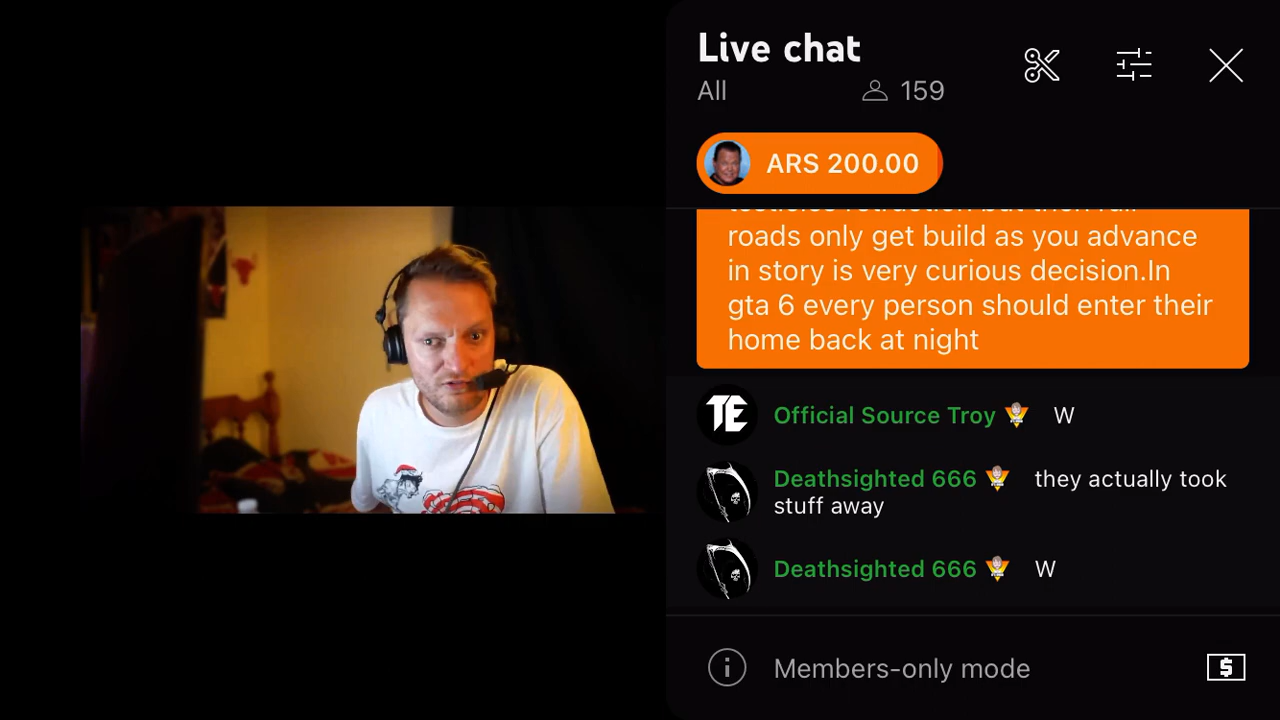 Live chat
All 159
ARS 200.00
roads only get build as you advance
in story is very curious decision.In
gta 6 every person should enter their
home back at night
TE
Official Source Troy W
Deathsighted 666 they actually took
stuff away
Deathsighted 666 W
Members-only mode